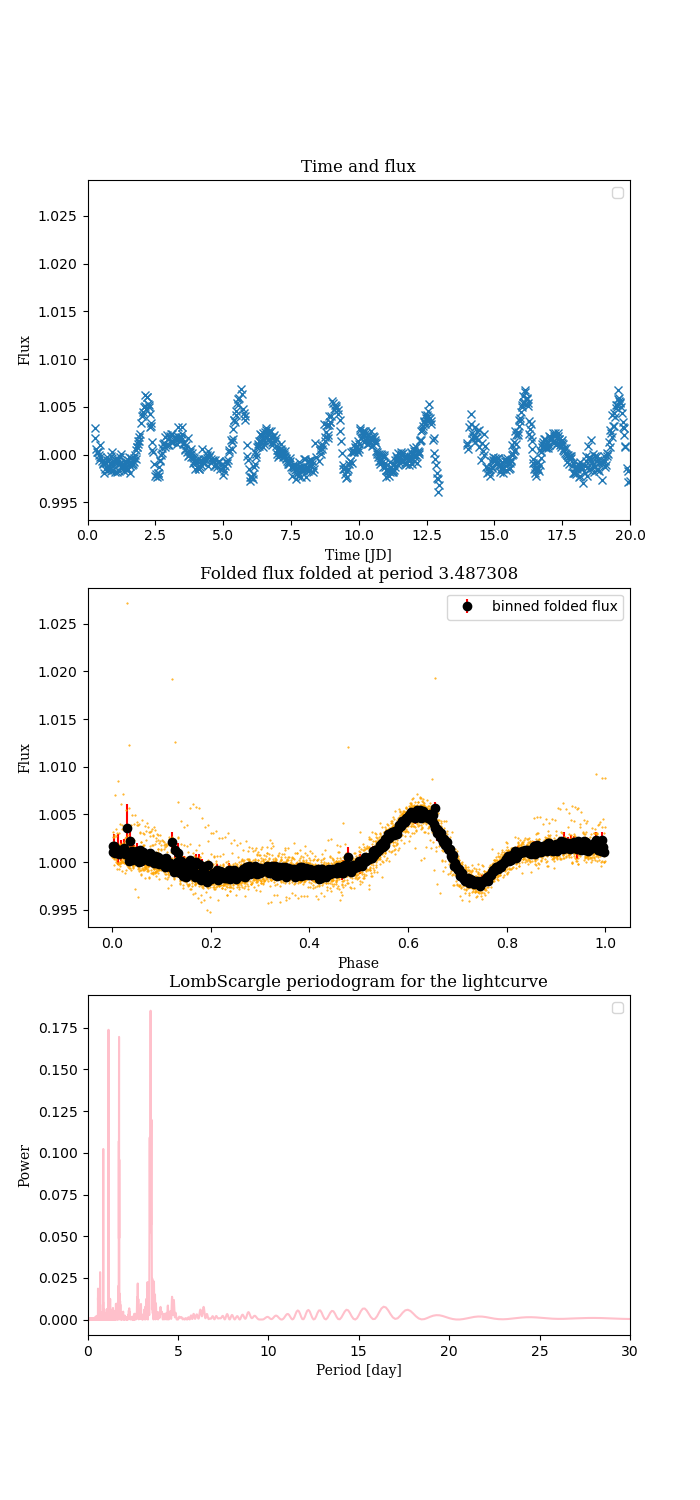 Time and flux
1.025
1.020
1.015
1.010
1.005
1.000
0.995
Flux
0.0 2.5 5.0 7.5 10.0 12.5 15.0 17.5 20.0
Time [JD]
Folded flux folded at period 3.487308
binned folded flux
1.025
1.020
1.015
1.010
1.005
1.000
0.995
Flux
0.0 0.2 0.4 0.6 0.8 1.0
Phase
LombScargle periodogram for the lightcurve
0.175
0.150
0.125
0.100
0.075
0.050
0.025
0.000
Power
0 5 10 15 20 25 30
Period [day]